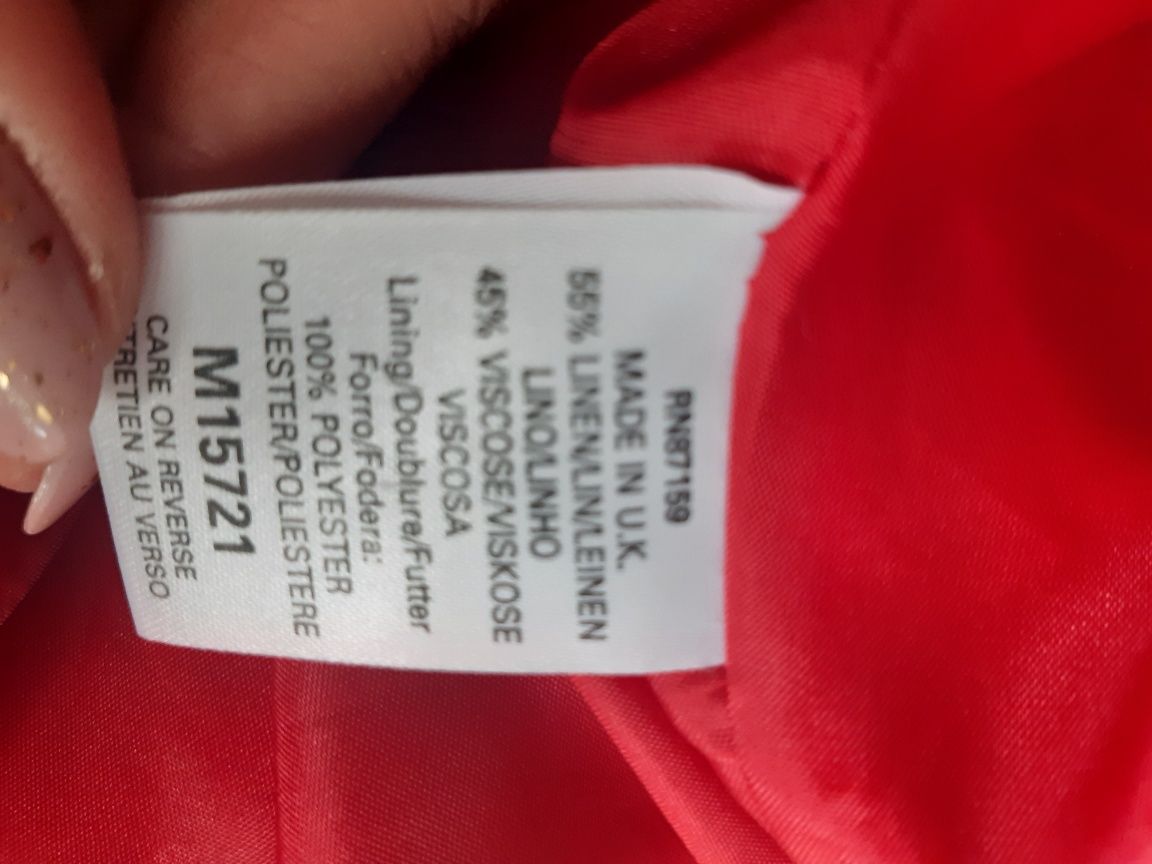 RN87159
MADE IN U.K.
55% LINEN/LIN/LEINEN
LINO/LINHO
45% VISCOSE/VISKOSE
VISCOSA
Lining/Doublure/Futter
Forro/Fodera:
100% POLYESTER
POLIESTER/POLIESTERE
M15721
CARE ON REVERSE
AU VERSO